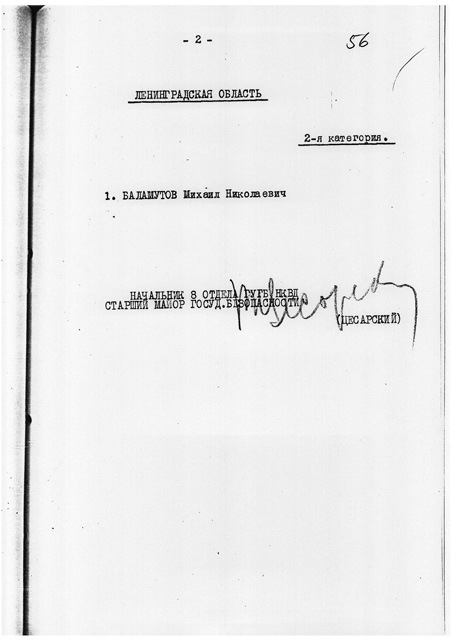 - 2 -
56
ЛЕНИНГРАДСКАЯ ОБЛАСТЬ
2-я категория.
1. БАЛАМУТОВ Михаил Николаевич
НАЧАЛЬНИК 8 ОТДЕЛА ГУГБ НКВД
СТАРШИЙ МАЙОР ГОСУД.БЕЗОПАСНОСТИ
(ЦЕСАРСКИЙ)